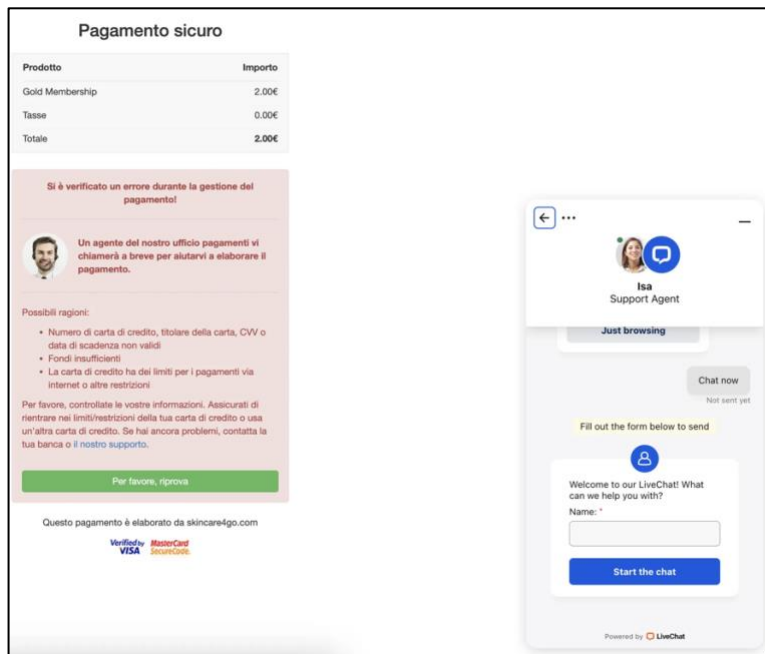 Pagamento sicuro
Prodotto Importo
Gold Membership 2.00€
Tasse 0.00€
Totale 2.00€
Si è verificato un errore durante la gestione del
pagamento!
Un agente del nostro ufficio pagamenti vi
chiamerà a breve per aiutarvi a elaborare il
pagamento.
Possibili ragioni:
• Numero di carta di credito, titolare della carta, CVV o
data di scadenza non validi
• Fondi insufficienti
• La carta di credito ha dei limiti per i pagamenti via
internet o altre restrizioni
Per favore, controllate le vostre informazioni. Assicurati di
rientrare nei limiti/restrizioni della tua carta di credito o usa
un'altra carta di credito. Se hai ancora problemi, contatta la
tua banca o il nostro supporto.
Per favore, riprova
Questo pagamento è elaborato da skincare4go.com
Verified by
VISA
MasterCard
SecureCode.
Isa
Support Agent
Just browsing
Chat now
Not sent yet
Fill out the form below to send
Welcome to our LiveChat! What
can we help you with?
Name: *
Start the chat
Powered by LiveChat